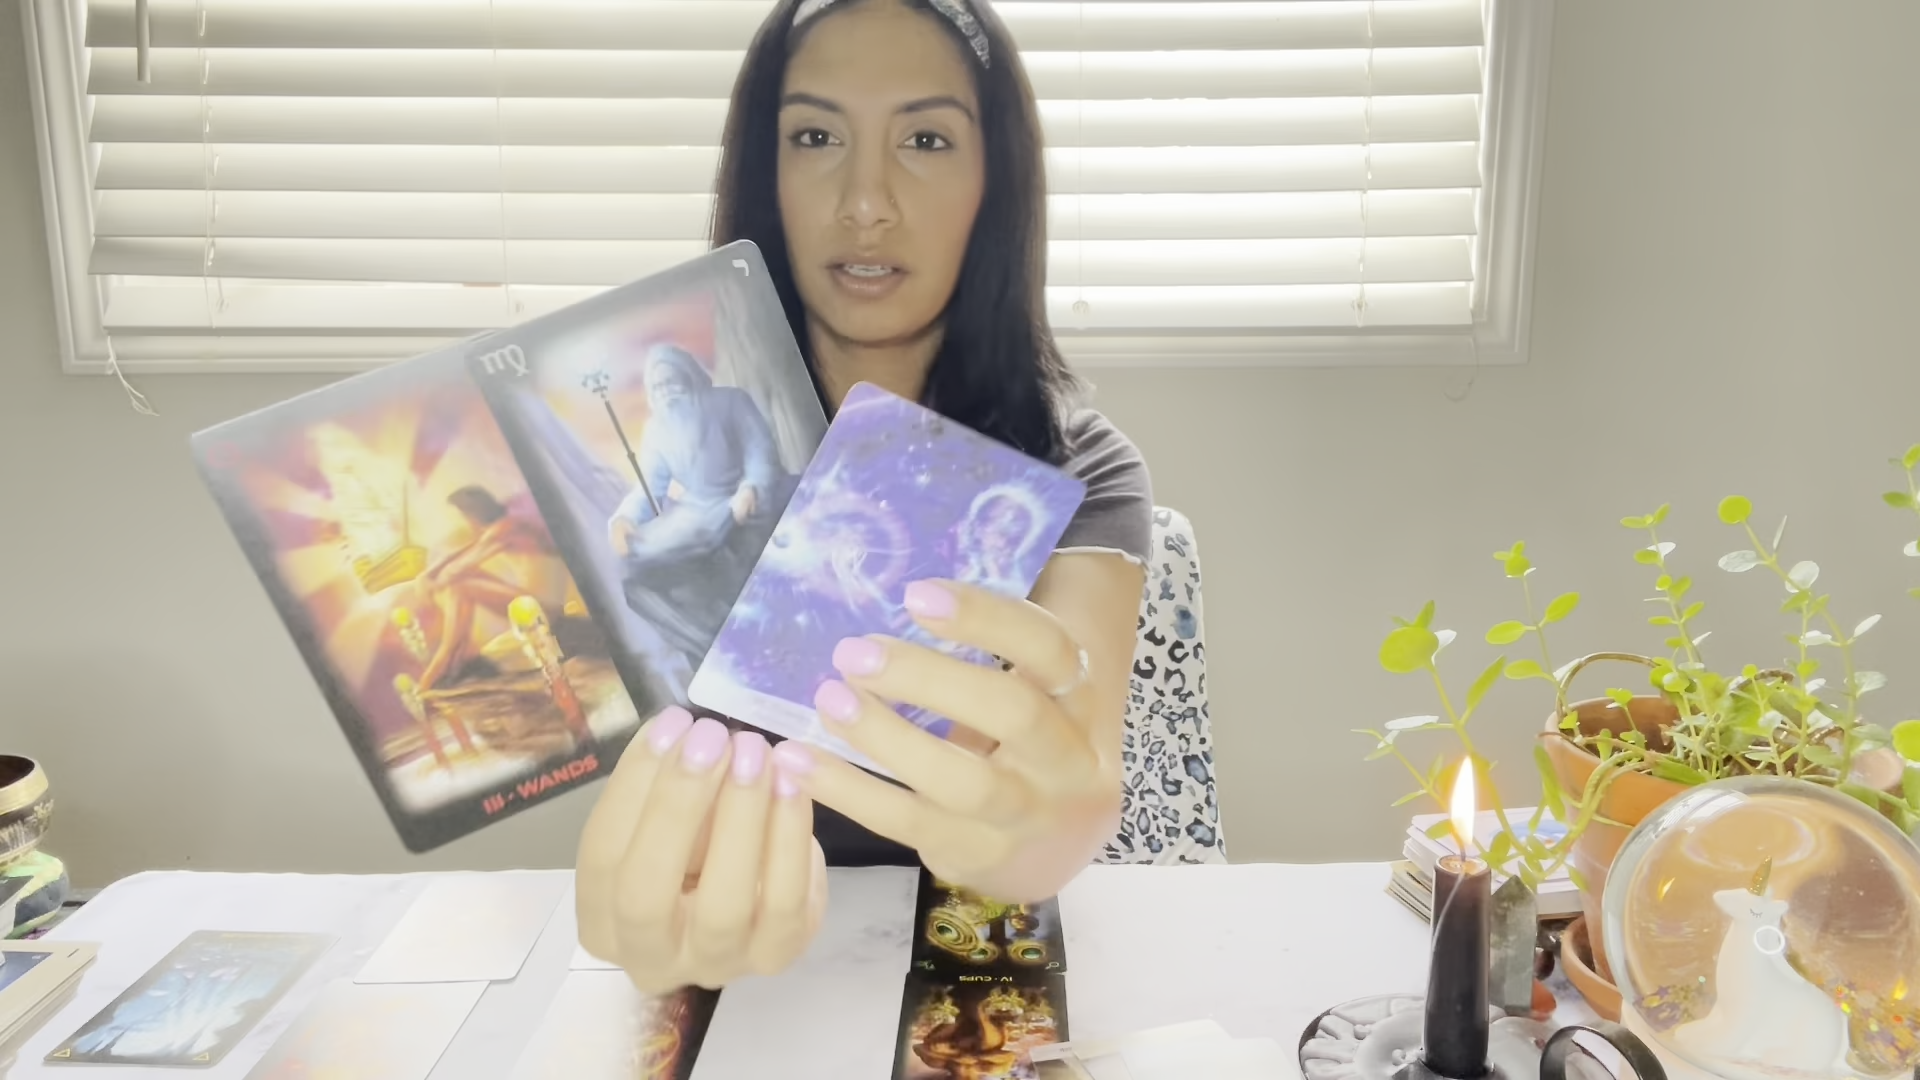 ♍
III · WANDS
IV · CUPS